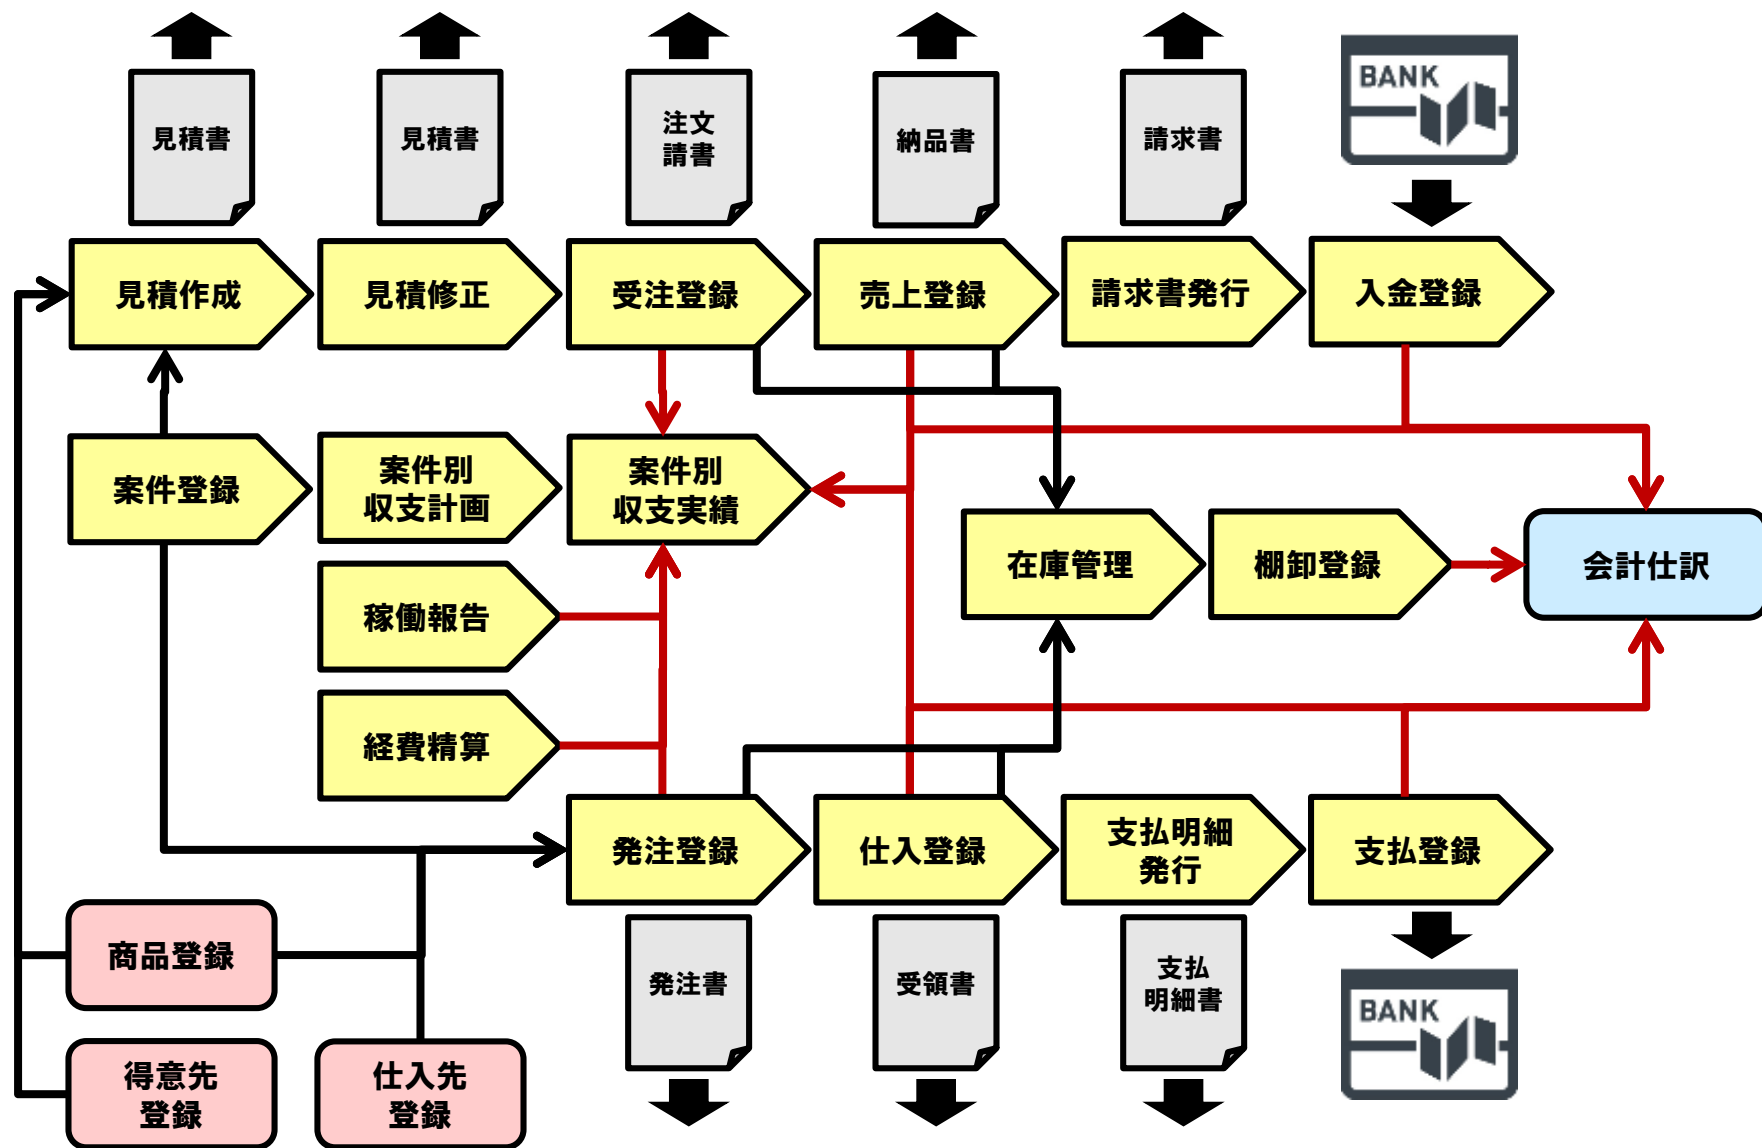 見積書
見積書
注文
請書
納品書
請求書
BANK
見積作成
見積修正
受注登録
売上登録
請求書発行
入金登録
案件登録
案件別
収支計画
案件別
収支実績
在庫管理
棚卸登録
会計仕訳
稼働報告
経費精算
発注登録
仕入登録
支払明細
発行
支払登録
商品登録
発注書
受領書
支払
明細書
BANK
得意先
登録
仕入先
登録